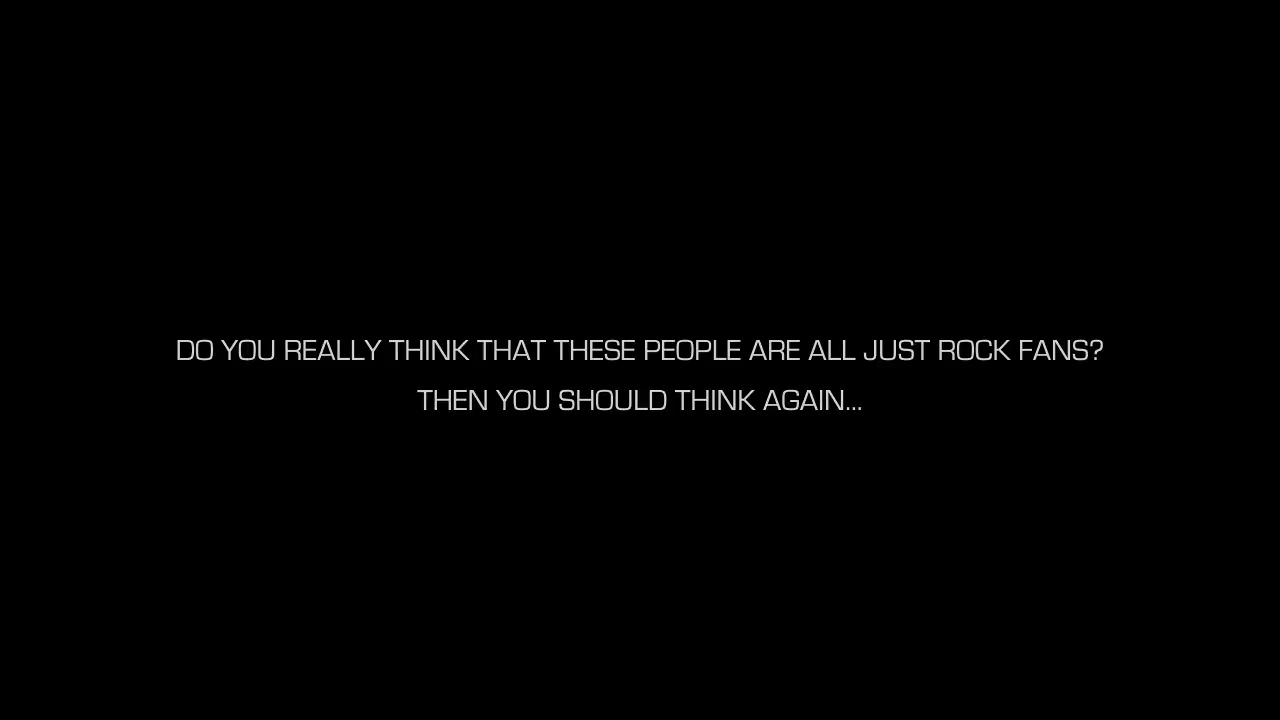 DO YOU REALLY THINK THAT THESE PEOPLE ARE ALL JUST ROCK FANS?
THEN YOU SHOULD THINK AGAIN...